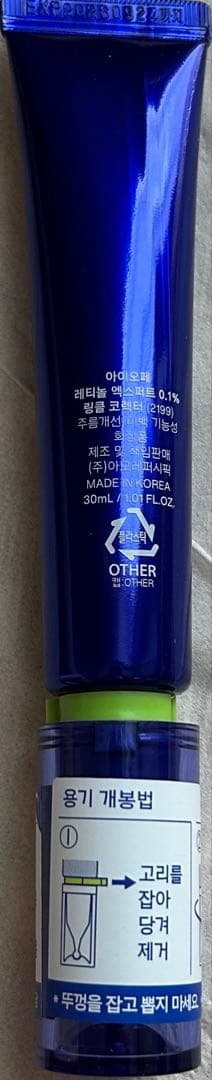 아이오페
레티놀 엑스퍼트 0.1%
링클 코렉터 (2199)
주름개선, 미백 기능성
화장품
제조 및 책임판매
(주)아모레퍼시픽
MADE IN KOREA
30mL / 1.01 FL.OZ.
플라스틱
OTHER
캡:OTHER
용기 개봉법
①
고리를
잡아
당겨
제거
* 뚜껑을 잡고 뽑지 마세요